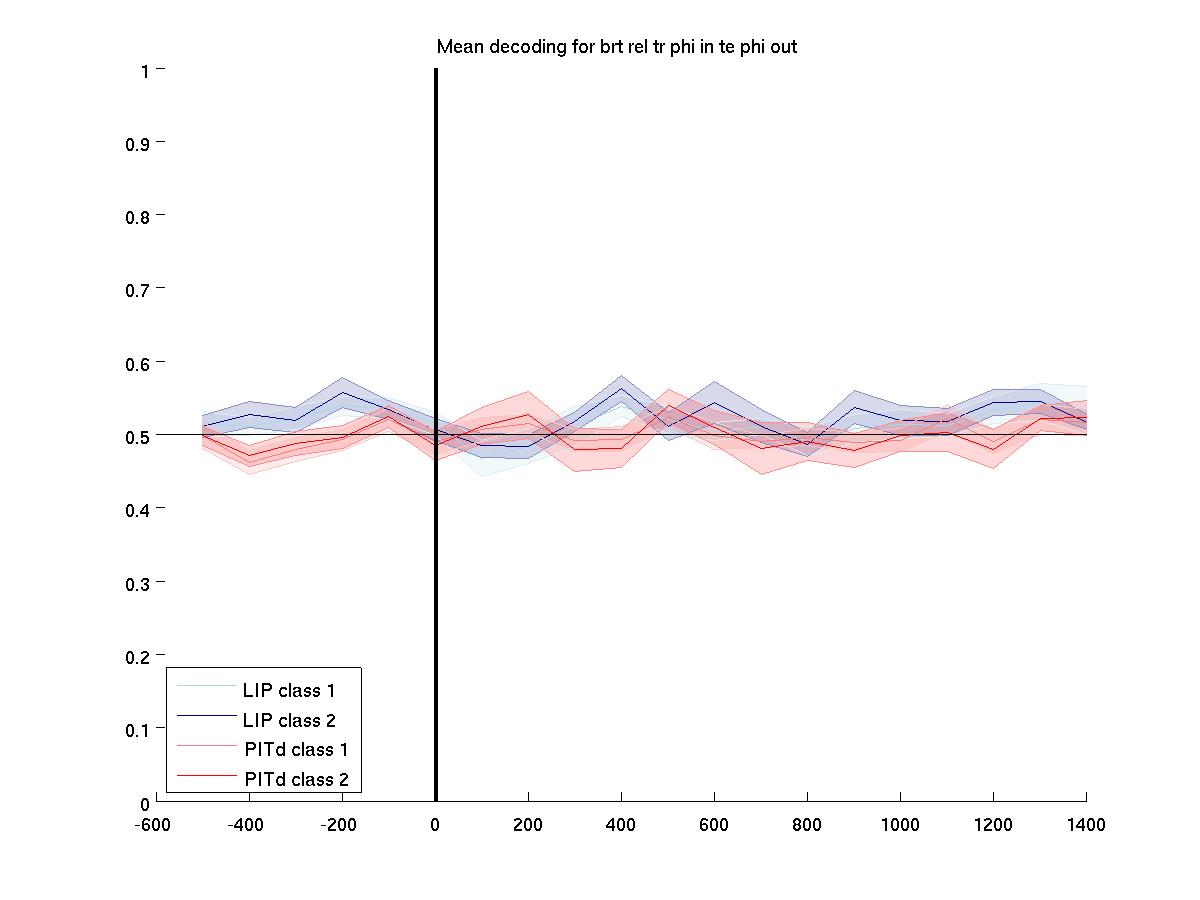 Mean decoding for brt rel tr phi in te phi out
1
0.9
0.8
0.7
0.6
0.5
0.4
0.3
0.2
0.1
0
LIP class 1
LIP class 2
PITd class 1
PITd class 2
-600 -400 -200 0 200 400 600 800 1000 1200 1400